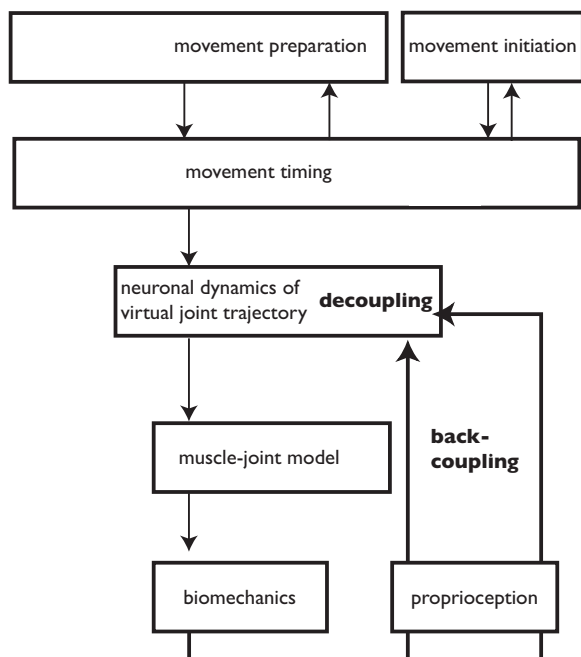 movement preparation
movement initiation
movement timing
neuronal dynamics of
virtual joint trajectory
decoupling
back-
coupling
muscle-joint model
biomechanics
proprioception